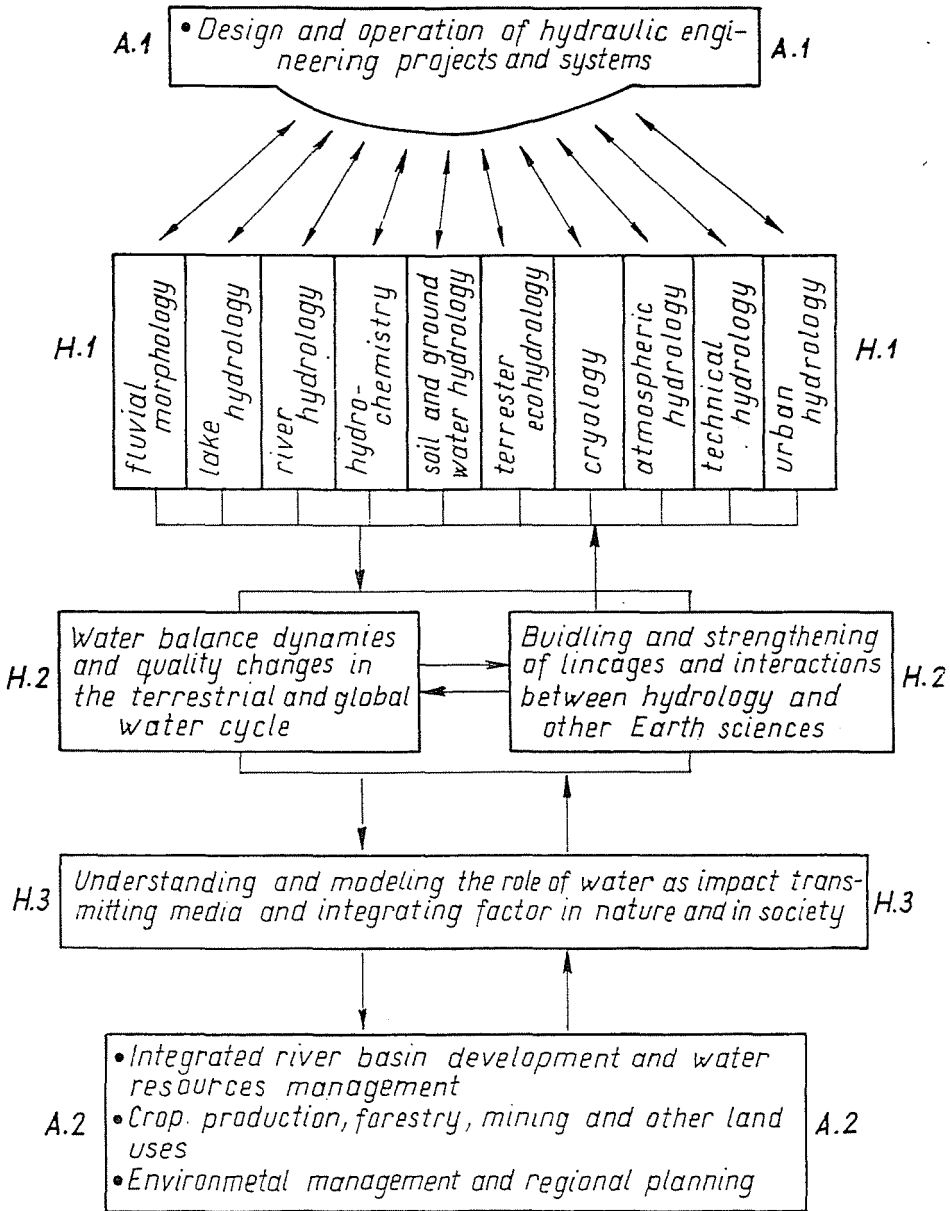 A.1
• Design and operation of hydraulic engi-
neering projects and systems
A.1
H.1
fluvial
morphology
lake
hydrology
river
hydrology
hydro-
chemistry
soil and ground
water hydrology
terrester
ecohydrology
cryology
atmospheric
hydrology
technical
hydrology
urban
hydrology
H.1
H.2
Water balance dynamies
and quality changes in
the terrestrial and global
water cycle
Buidling and strengthening
of lincages and interactions
between hydrology and
other Earth sciences
H.2
H.3
Understanding and modeling the role of water as impact trans-
mitting media and integrating factor in nature and in society
H.3
A.2
• Integrated river basin development and water
resources management
• Crop. production, forestry, mining and other land
uses
• Environmetal management and regional planning
A.2